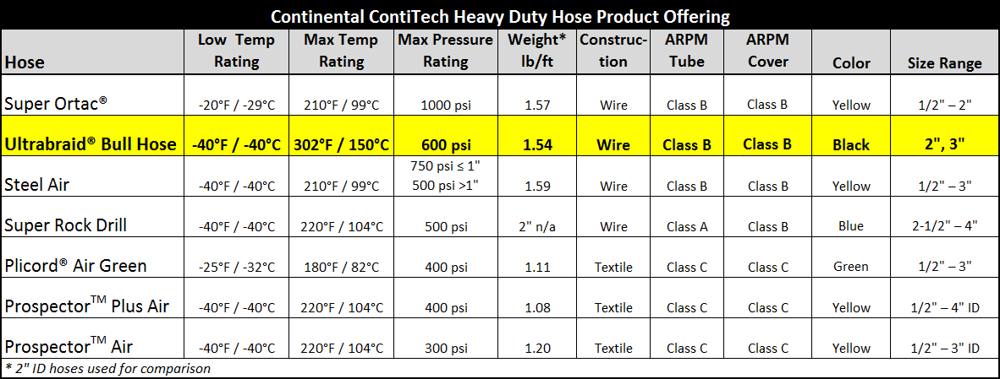 Continental ContiTech Heavy Duty Hose Product Offering
Hose | Low Temp Rating | Max Temp Rating | Max Pressure Rating | Weight* lb/ft | Construc-tion | ARPM Tube | ARPM Cover | Color | Size Range
Super Ortac® | -20°F / -29°C | 210°F / 99°C | 1000 psi | 1.57 | Wire | Class B | Class B | Yellow | 1/2" – 2"
Ultrabraid® Bull Hose | -40°F / -40°C | 302°F / 150°C | 600 psi | 1.54 | Wire | Class B | Class B | Black | 2", 3"
Steel Air | -40°F / -40°C | 210°F / 99°C | 750 psi ≤ 1" 500 psi >1" | 1.59 | Wire | Class B | Class B | Yellow | 1/2" – 3"
Super Rock Drill | -40°F / -40°C | 220°F / 104°C | 500 psi | 2" n/a | Wire | Class A | Class B | Blue | 2-1/2" – 4"
Plicord® Air Green | -25°F / -32°C | 180°F / 82°C | 400 psi | 1.11 | Textile | Class C | Class C | Green | 1/2" – 3"
Prospector™ Plus Air | -40°F / -40°C | 220°F / 104°C | 400 psi | 1.08 | Textile | Class C | Class C | Yellow | 1/2" – 4" ID
Prospector™ Air | -40°F / -40°C | 220°F / 104°C | 300 psi | 1.20 | Textile | Class C | Class C | Yellow | 1/2" – 3" ID
* 2" ID hoses used for comparison